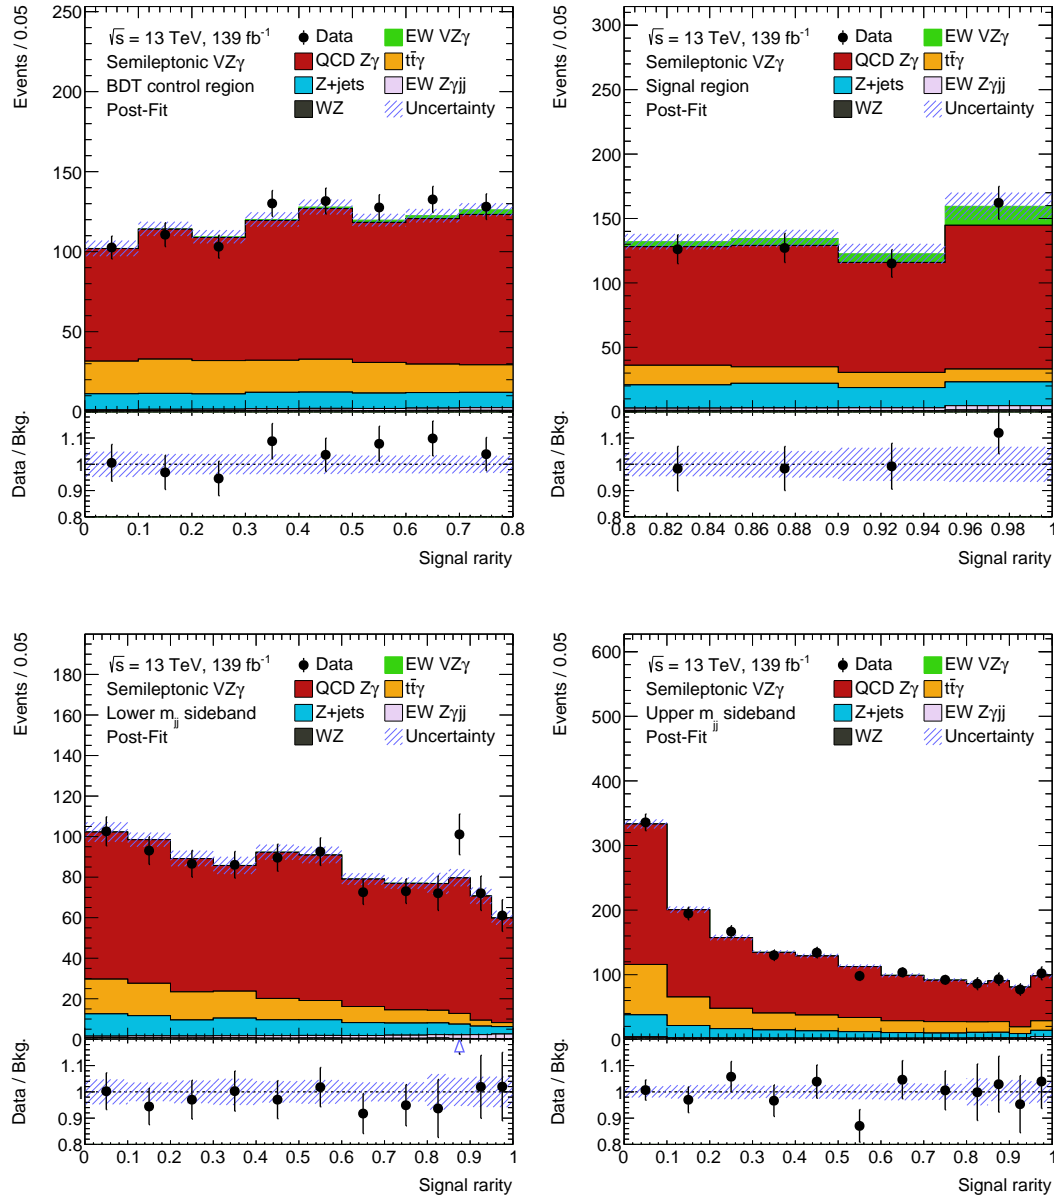 Events / 0.05
√s = 13 TeV, 139 fb⁻¹
Semileptonic VZγ
BDT control region
Post-Fit
Data
QCD Zγ
Z+jets
WZ
EW VZγ
tt̄γ
EW Zγjj
Uncertainty
250
200
150
100
50
0
Data / Bkg.
1.1
1
0.9
0.8
0 0.1 0.2 0.3 0.4 0.5 0.6 0.7 0.8
Signal rarity
Events / 0.05
√s = 13 TeV, 139 fb⁻¹
Semileptonic VZγ
Signal region
Post-Fit
Data
QCD Zγ
Z+jets
WZ
EW VZγ
tt̄γ
EW Zγjj
Uncertainty
300
250
200
150
100
50
0
Data / Bkg.
1.1
1
0.9
0.8
0.8 0.82 0.84 0.86 0.88 0.9 0.92 0.94 0.96 0.98 1
Signal rarity
Events / 0.05
√s = 13 TeV, 139 fb⁻¹
Semileptonic VZγ
Lower m_jj sideband
Post-Fit
Data
QCD Zγ
Z+jets
WZ
EW VZγ
tt̄γ
EW Zγjj
Uncertainty
180
160
140
120
100
80
60
40
20
0
Data / Bkg.
1.1
1
0.9
0.8
0 0.1 0.2 0.3 0.4 0.5 0.6 0.7 0.8 0.9 1
Signal rarity
Events / 0.05
√s = 13 TeV, 139 fb⁻¹
Semileptonic VZγ
Upper m_jj sideband
Post-Fit
Data
QCD Zγ
Z+jets
WZ
EW VZγ
tt̄γ
EW Zγjj
Uncertainty
600
500
400
300
200
100
0
Data / Bkg.
1.1
1
0.9
0.8
0 0.1 0.2 0.3 0.4 0.5 0.6 0.7 0.8 0.9 1
Signal rarity